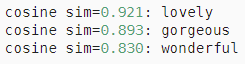 cosine sim=0.921: lovely
cosine sim=0.893: gorgeous
cosine sim=0.830: wonderful